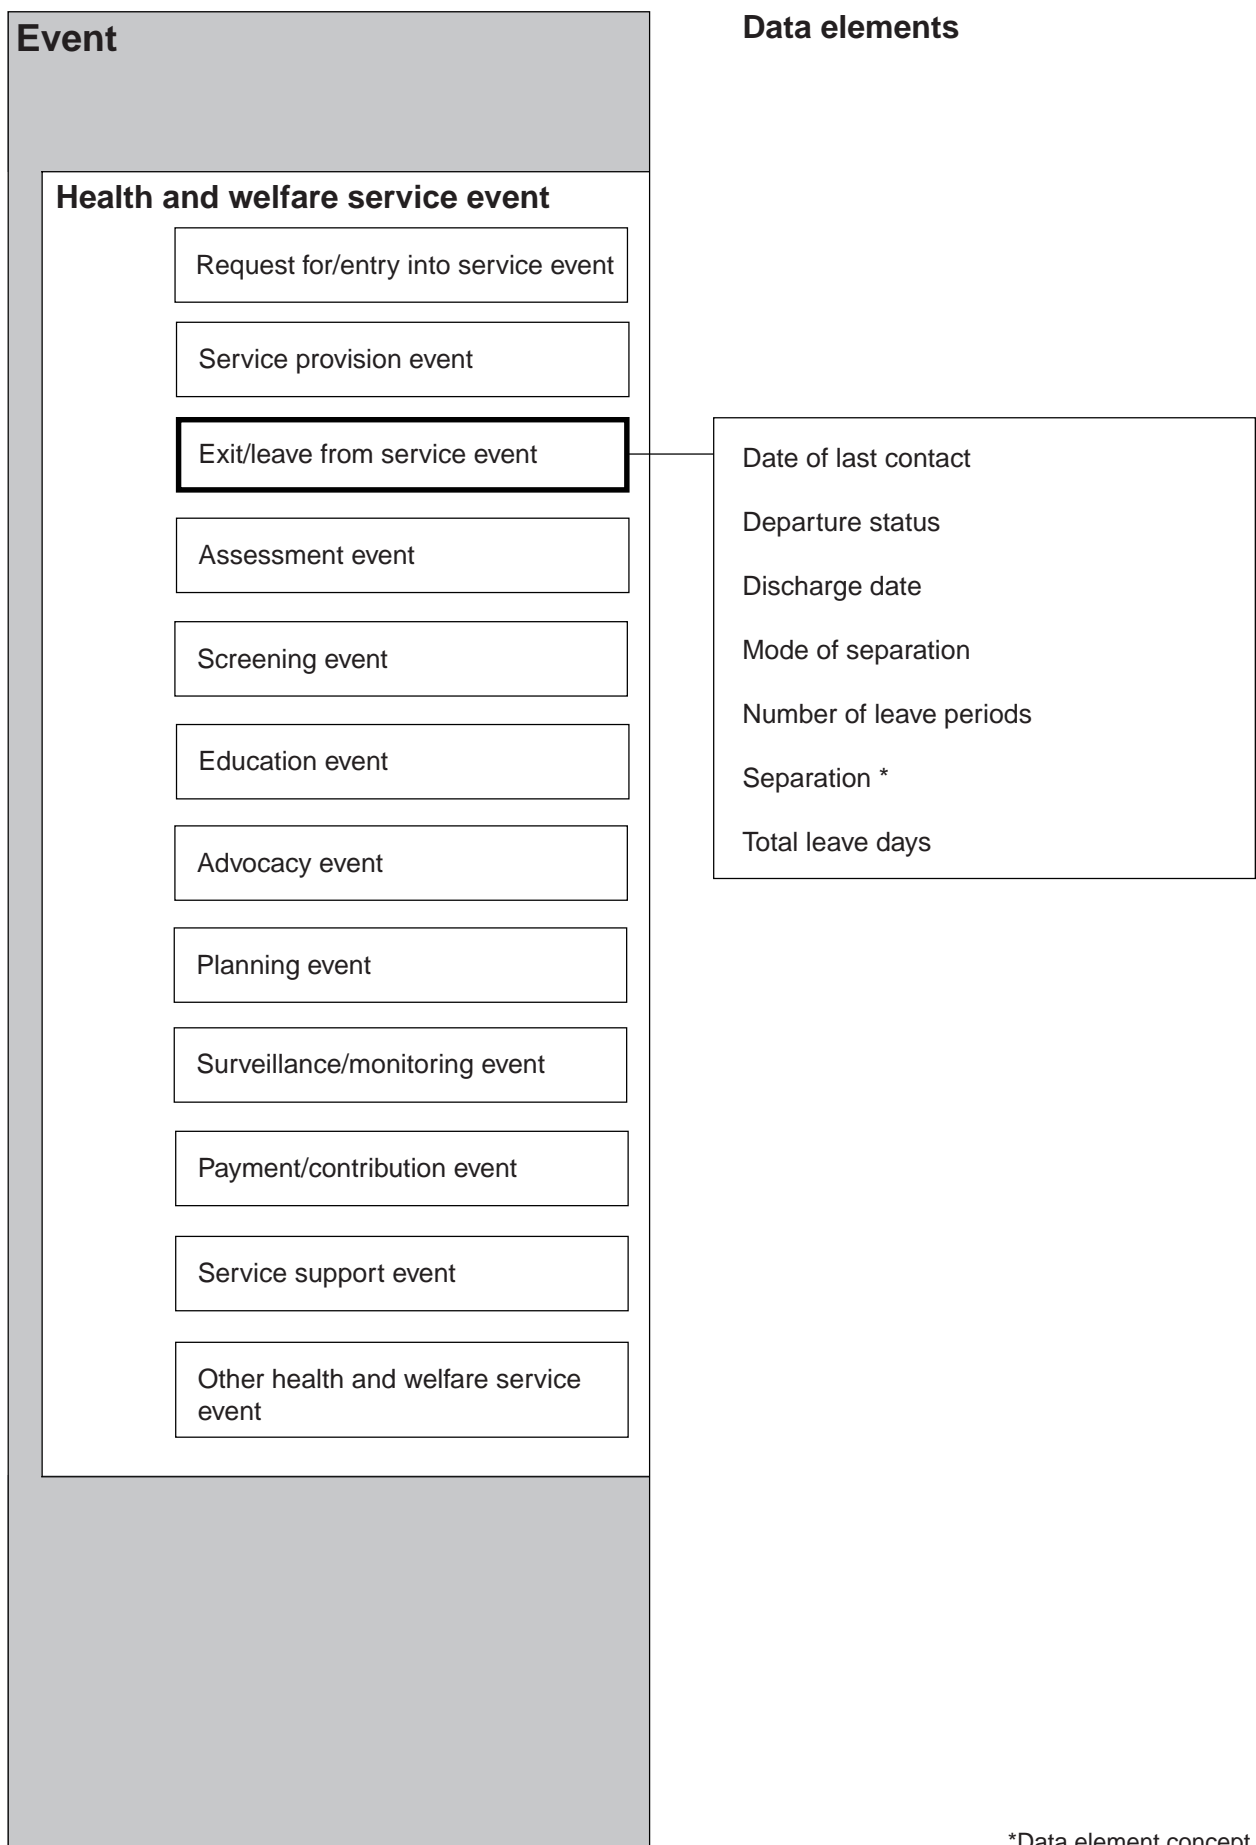 Event
Data elements
Health and welfare service event
Request for/entry into service event
Service provision event
Exit/leave from service event
Assessment event
Screening event
Education event
Advocacy event
Planning event
Surveillance/monitoring event
Payment/contribution event
Service support event
Other health and welfare service
event
Date of last contact
Departure status
Discharge date
Mode of separation
Number of leave periods
Separation *
Total leave days
*Data element concept